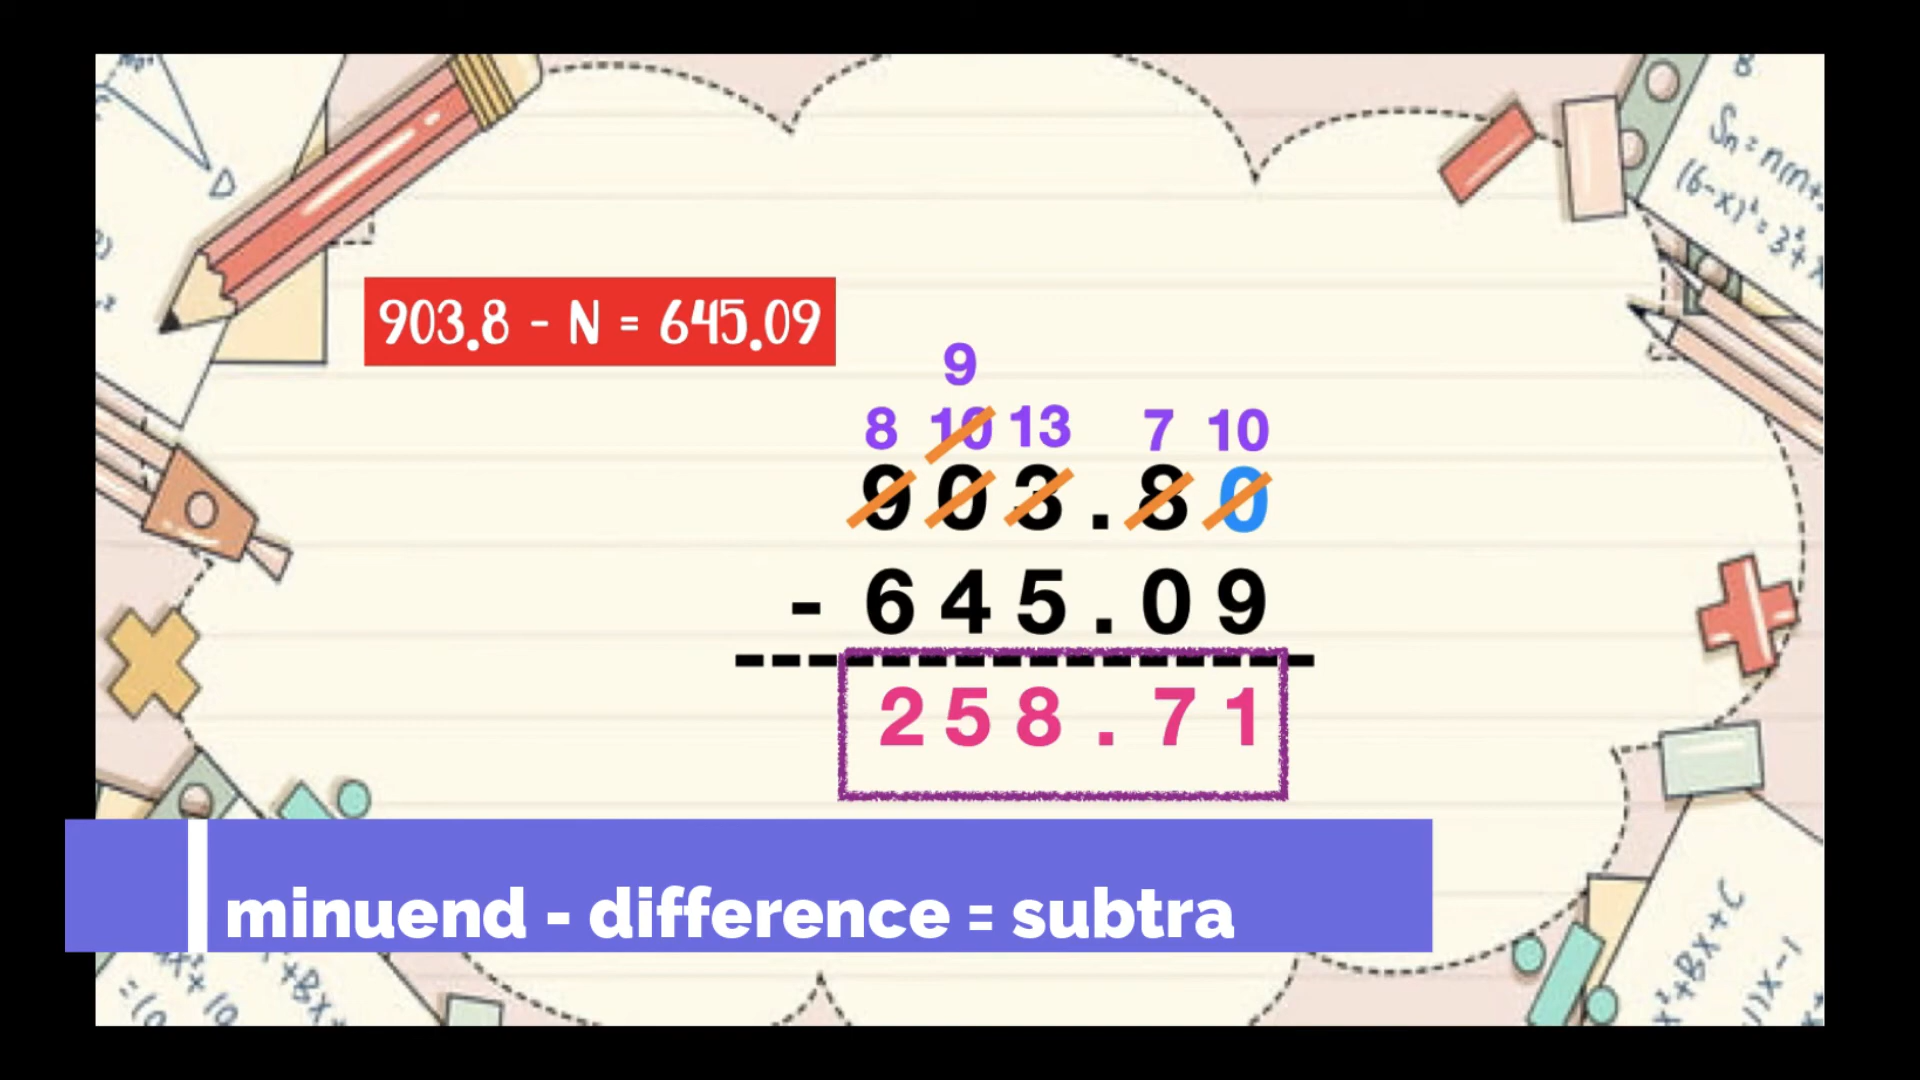 903.8 - N = 645.09
9
8 10 13 7 10
903.80
- 645.09
258.71
minuend - difference = subtra
D
B